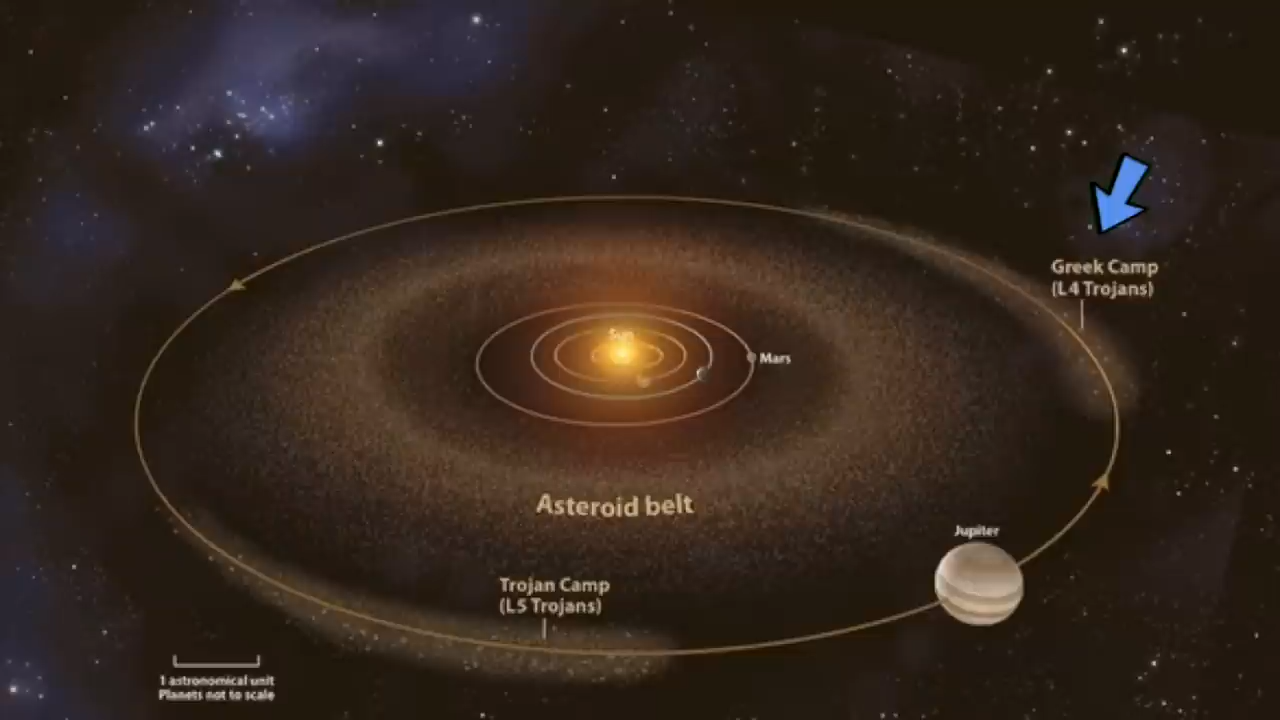 Greek Camp
(L4 Trojans)
Sun
Mars
Asteroid belt
Jupiter
Trojan Camp
(L5 Trojans)
1 astronomical unit
Planets not to scale